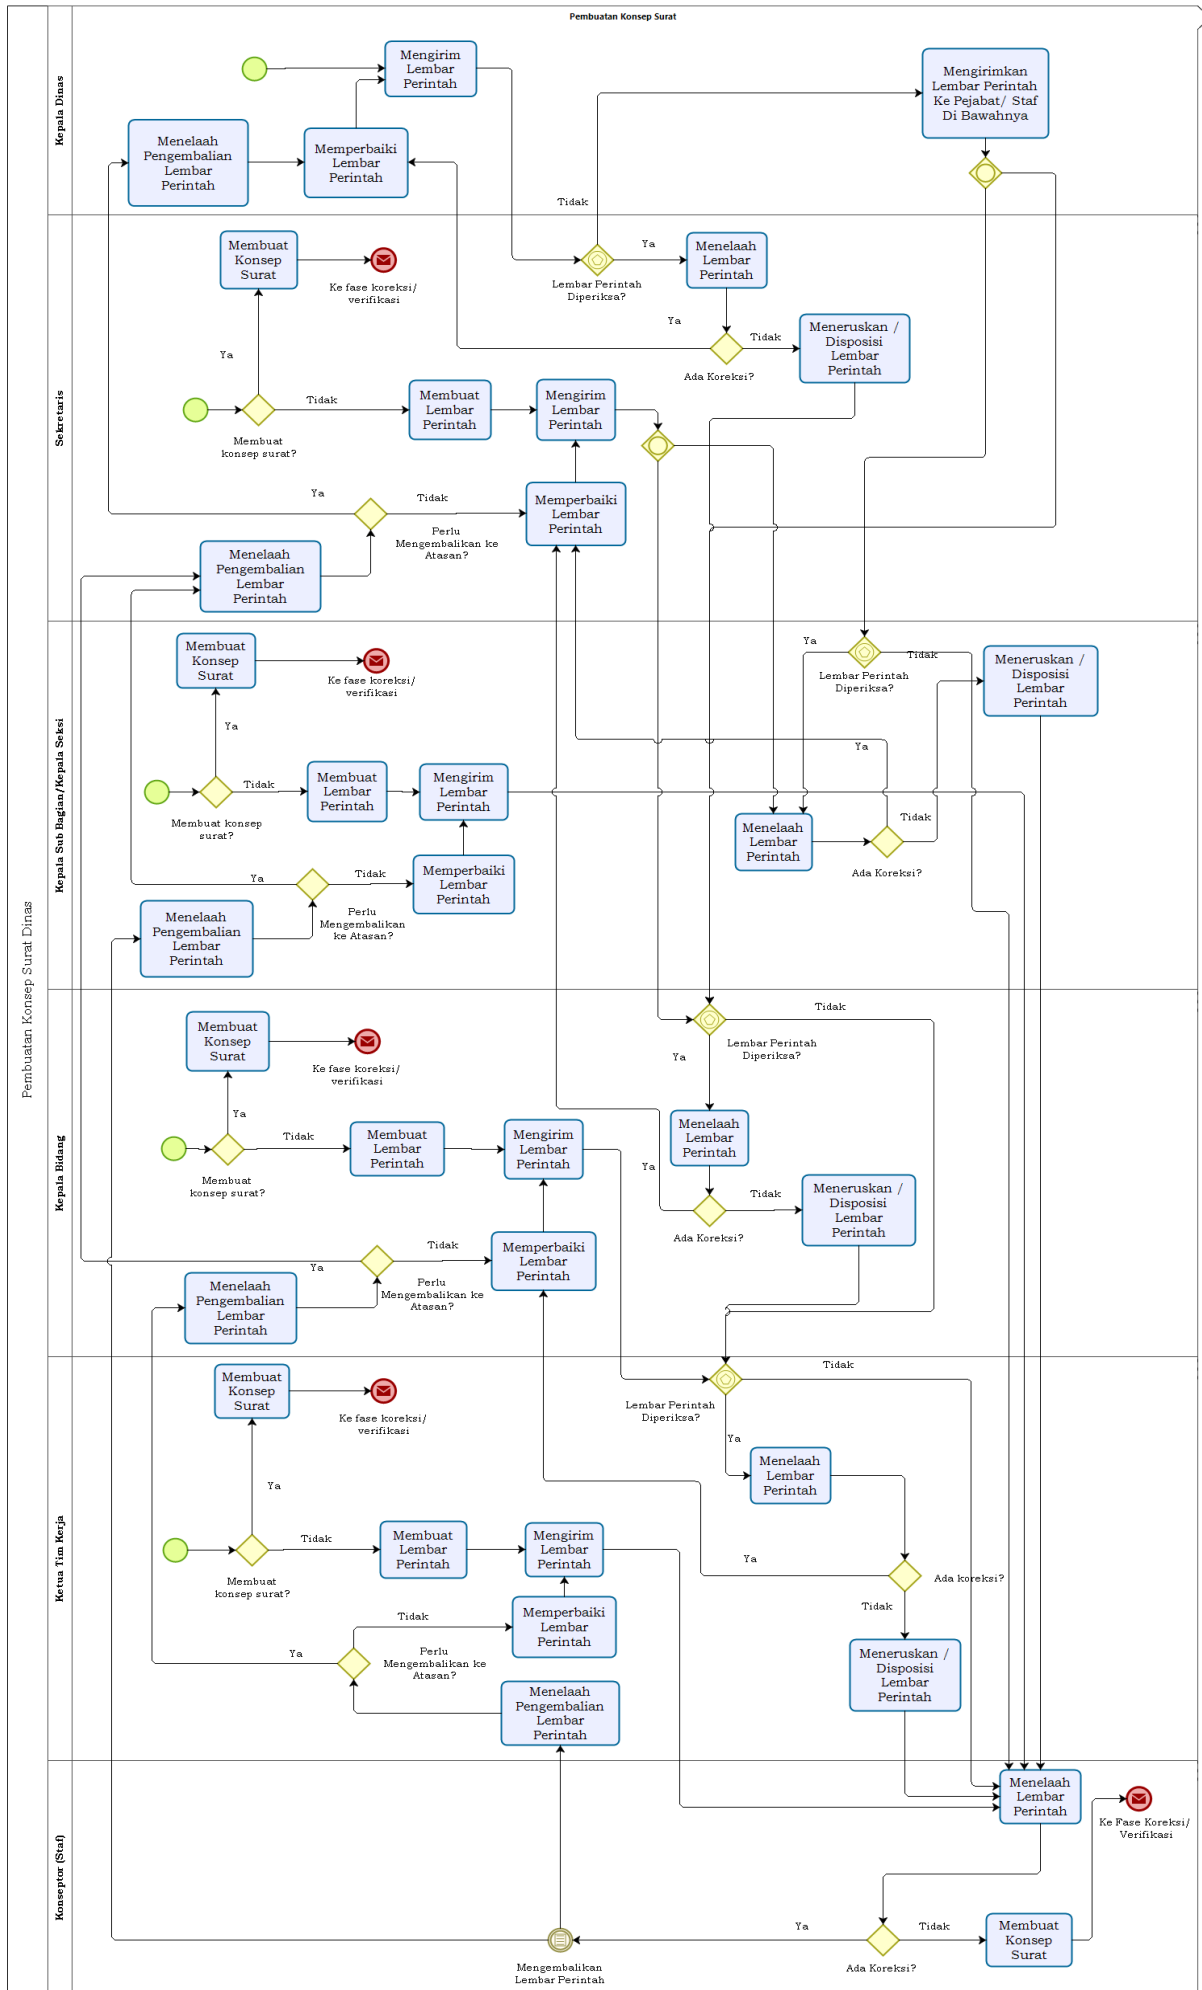 Pembuatan Konsep Surat
Pembuatan Konsep Surat Dinas
Kepala Dinas
Mengirim
Lembar
Perintah
Mengirimkan
Lembar Perintah
Ke Pejabat/ Staf
Di Bawahnya
Menelaah
Pengembalian
Lembar
Perintah
Memperbaiki
Lembar
Perintah
Tidak
Sekretaris
Membuat
Konsep
Surat
Ke fase koreksi/
verifikasi
Ya
Lembar Perintah
Diperiksa?
Menelaah
Lembar
Perintah
Ya
Tidak
Ada Koreksi?
Meneruskan /
Disposisi
Lembar
Perintah
Ya
Tidak
Membuat
konsep surat?
Membuat
Lembar
Perintah
Mengirim
Lembar
Perintah
Ya
Tidak
Perlu
Mengembalikan ke
Atasan?
Memperbaiki
Lembar
Perintah
Menelaah
Pengembalian
Lembar
Perintah
Kepala Sub Bagian/Kepala Seksi
Membuat
Konsep
Surat
Ke fase koreksi/
verifikasi
Ya
Tidak
Lembar Perintah
Diperiksa?
Meneruskan /
Disposisi
Lembar
Perintah
Ya
Ya
Tidak
Membuat konsep
surat?
Membuat
Lembar
Perintah
Mengirim
Lembar
Perintah
Menelaah
Lembar
Perintah
Tidak
Ada Koreksi?
Ya
Tidak
Perlu
Mengembalikan
ke Atasan?
Memperbaiki
Lembar
Perintah
Menelaah
Pengembalian
Lembar
Perintah
Kepala Bidang
Membuat
Konsep
Surat
Ke fase koreksi/
verifikasi
Tidak
Lembar Perintah
Diperiksa?
Ya
Ya
Tidak
Membuat
konsep surat?
Membuat
Lembar
Perintah
Mengirim
Lembar
Perintah
Menelaah
Lembar
Perintah
Ya
Tidak
Ada Koreksi?
Meneruskan /
Disposisi
Lembar
Perintah
Ya
Tidak
Perlu
Mengembalikan ke
Atasan?
Memperbaiki
Lembar
Perintah
Menelaah
Pengembalian
Lembar
Perintah
Ketua Tim Kerja
Membuat
Konsep
Surat
Ke fase koreksi/
verifikasi
Tidak
Lembar Perintah
Diperiksa?
Ya
Menelaah
Lembar
Perintah
Ya
Tidak
Membuat
konsep surat?
Membuat
Lembar
Perintah
Mengirim
Lembar
Perintah
Ya
Ada koreksi?
Tidak
Tidak
Ya
Perlu
Mengembalikan ke
Atasan?
Memperbaiki
Lembar
Perintah
Meneruskan /
Disposisi
Lembar
Perintah
Menelaah
Pengembalian
Lembar
Perintah
Konseptor (Staf)
Menelaah
Lembar
Perintah
Ke Fase Koreksi/
Verifikasi
Mengembalikan
Lembar Perintah
Ya
Tidak
Ada Koreksi?
Membuat
Konsep
Surat